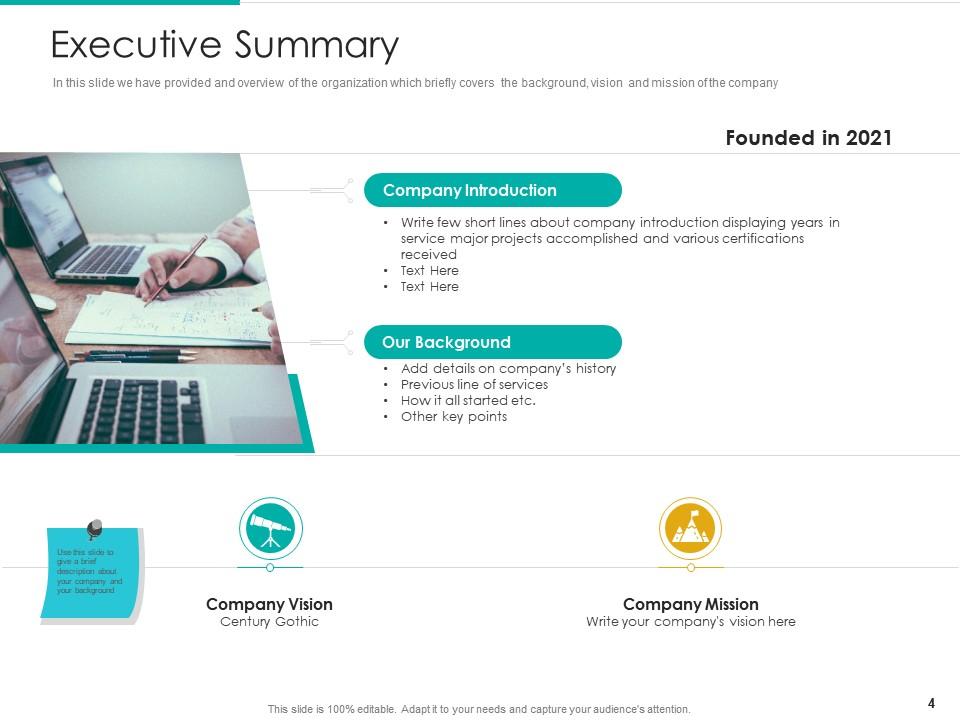 Executive Summary
In this slide we have provided and overview of the organization which briefly covers the background, vision and mission of the company
Founded in 2021
Company Introduction
• Write few short lines about company introduction displaying years in
service major projects accomplished and various certifications
received
• Text Here
• Text Here
Our Background
• Add details on company's history
• Previous line of services
• How it all started etc.
• Other key points
Use this slide to
give a brief
description about
your company and
your background
Company Vision
Century Gothic
Company Mission
Write your company's vision here
This slide is 100% editable. Adapt it to your needs and capture your audience's attention.
4